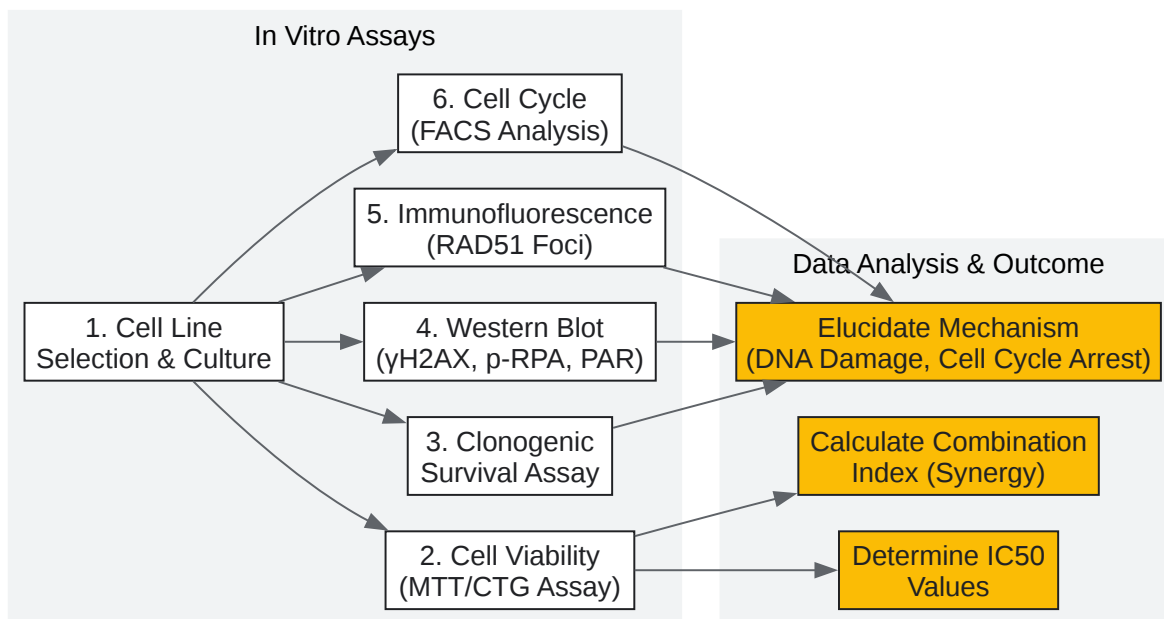 In Vitro Assays
6. Cell Cycle
(FACS Analysis)
5. Immunofluorescence
(RAD51 Foci)
1. Cell Line
Selection & Culture
4. Western Blot
(γH2AX, p-RPA, PAR)
3. Clonogenic
Survival Assay
2. Cell Viability
(MTT/CTG Assay)
Data Analysis & Outcome
Elucidate Mechanism
(DNA Damage, Cell Cycle Arrest)
Calculate Combination
Index (Synergy)
Determine IC50
Values